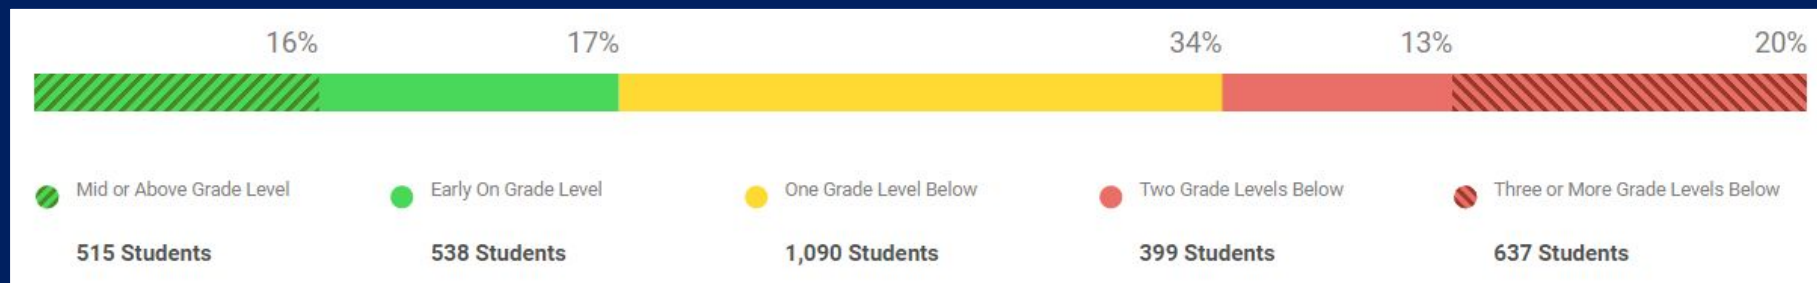 16% 17% 34% 13% 20%
Mid or Above Grade Level Early On Grade Level One Grade Level Below Two Grade Levels Below Three or More Grade Levels Below
515 Students 538 Students 1,090 Students 399 Students 637 Students